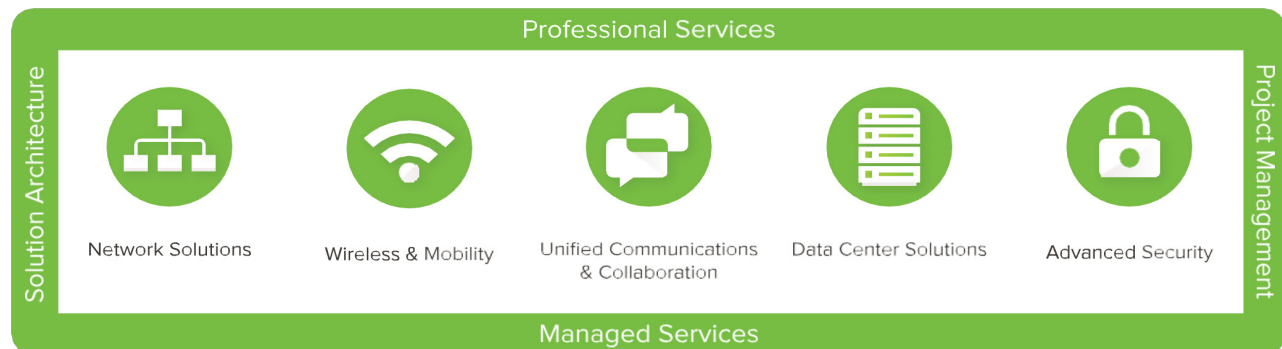 Professional Services
Solution Architecture
Project Management
Network Solutions
Wireless & Mobility
Unified Communications
& Collaboration
Data Center Solutions
Advanced Security
Managed Services